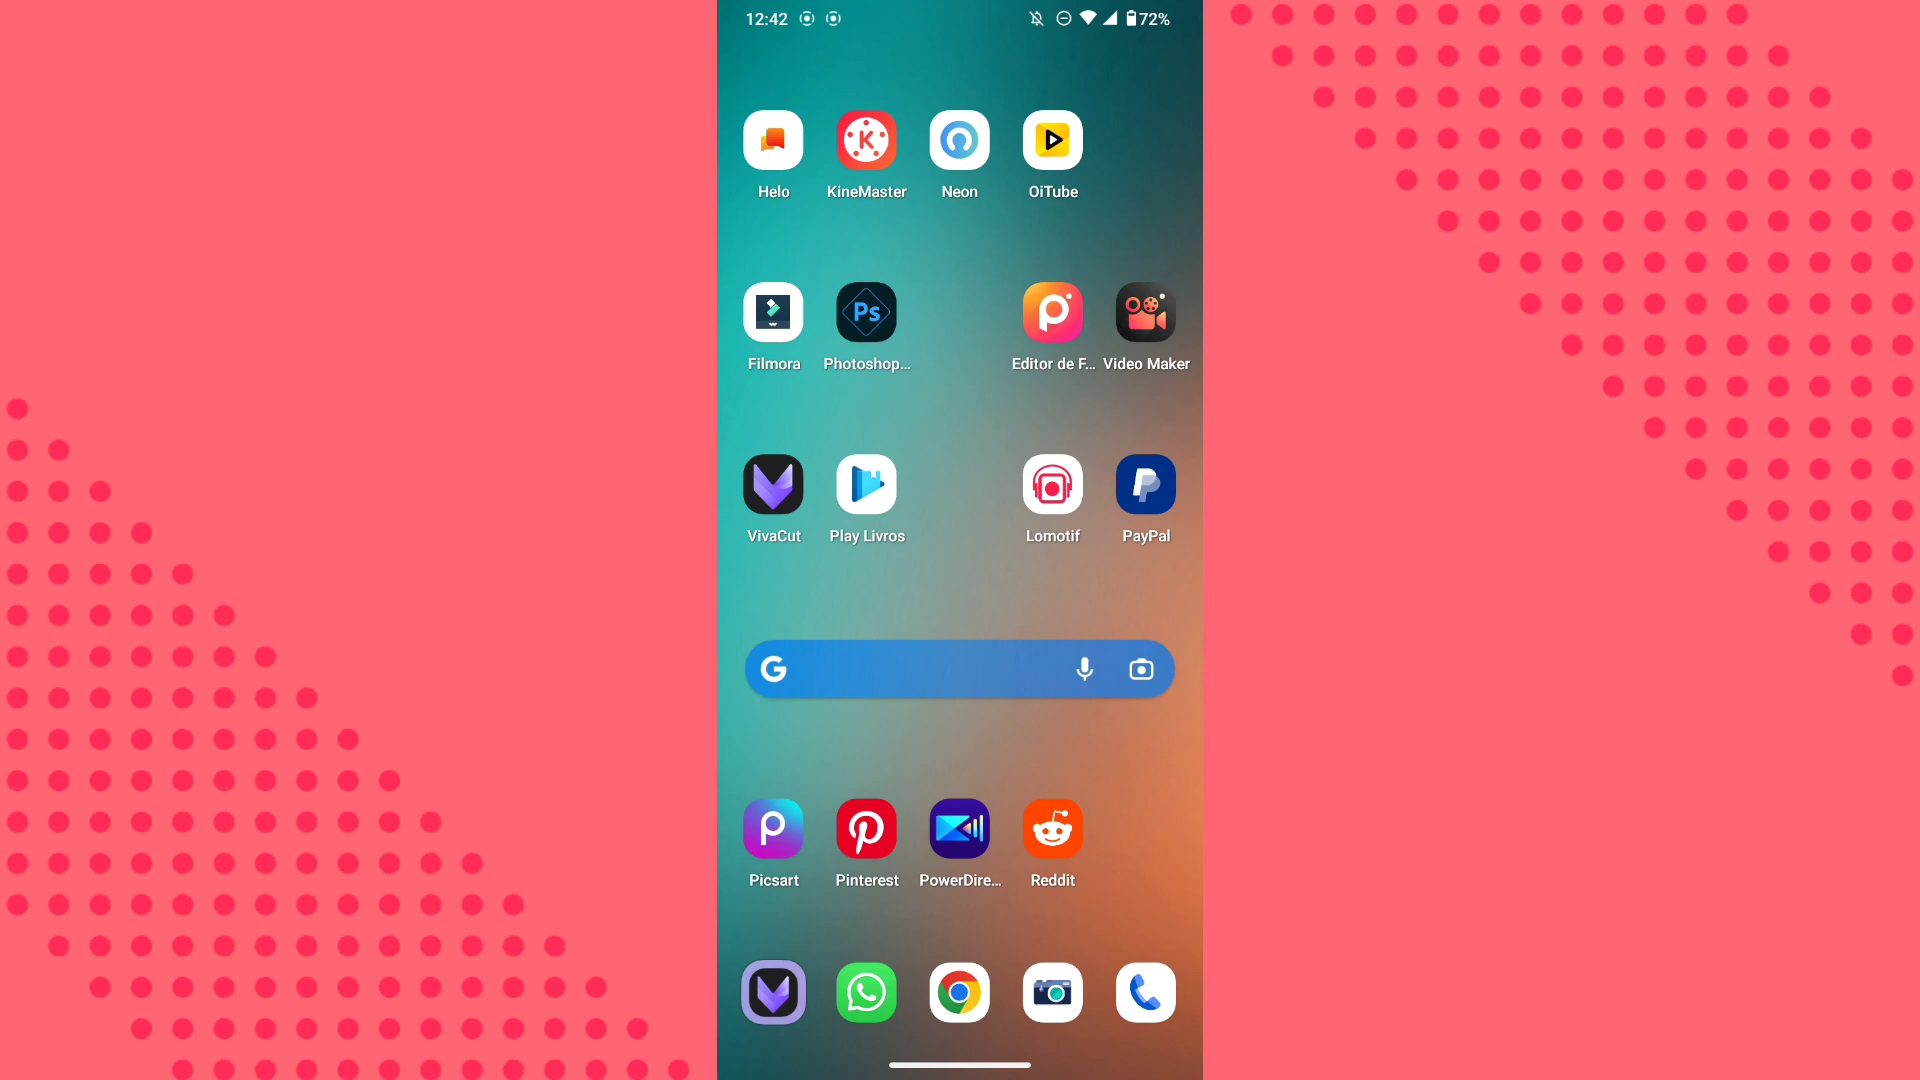 12:42 72%
Helo KineMaster Neon OiTube
K
Ps
Filmora Photoshop... Editor de F... Video Maker
VivaCut Play Livros Lomotif PayPal
G
Picsart Pinterest PowerDire... Reddit